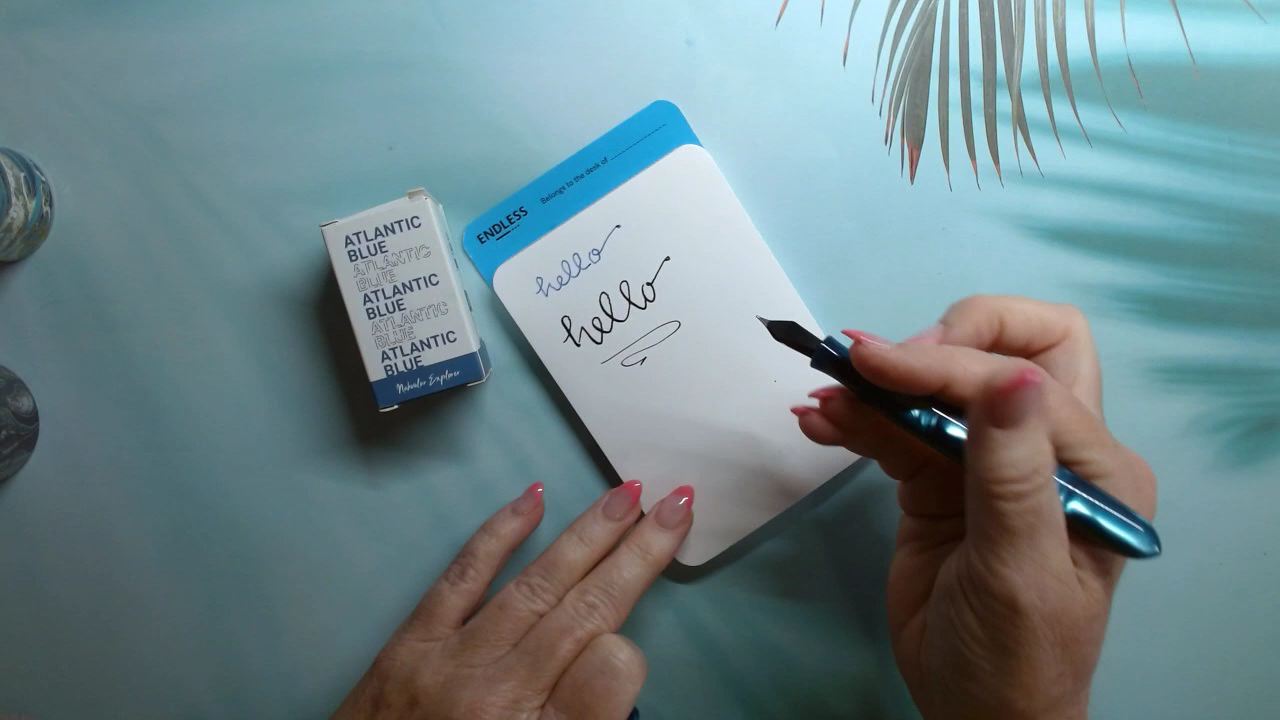 ATLANTIC
BLUE
ATLANTIC
BLUE
ATLANTIC
BLUE
ATLANTIC
BLUE
ATLANTIC
BLUE
Nahvalur Explorer
ENDLESS
Belongs to the desk of
hello
hello